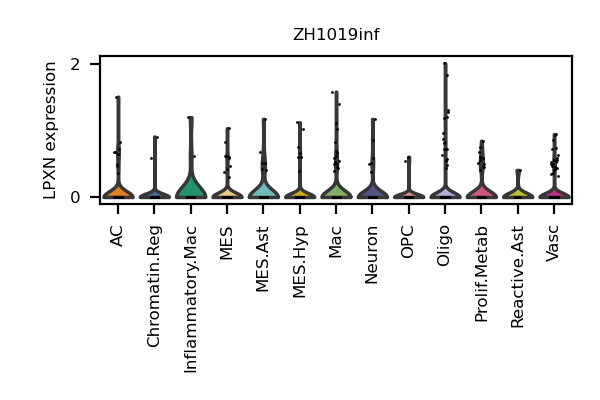 ZH1019inf
LPXN expression
2
0
AC
Chromatin.Reg
Inflammatory.Mac
MES
MES.Ast
MES.Hyp
Mac
Neuron
OPC
Oligo
Prolif.Metab
Reactive.Ast
Vasc